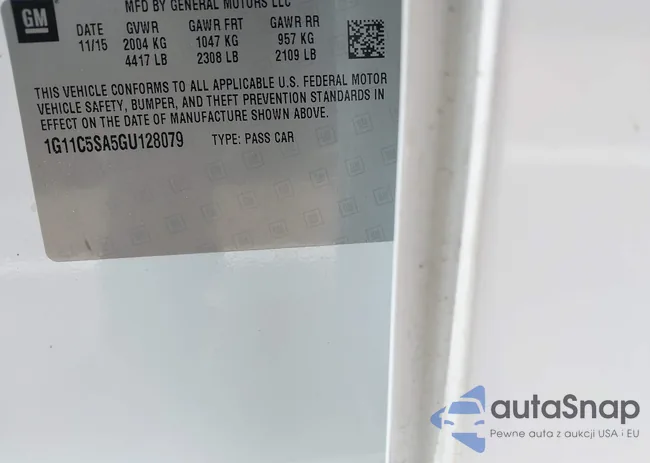 GM
MFD BY GENERAL MOTORS LLC
DATE GVWR GAWR FRT GAWR RR
11/15 2004 KG 1047 KG 957 KG
4417 LB 2308 LB 2109 LB
THIS VEHICLE CONFORMS TO ALL APPLICABLE U.S. FEDERAL MOTOR
VEHICLE SAFETY, BUMPER, AND THEFT PREVENTION STANDARDS IN
EFFECT ON THE DATE OF MANUFACTURE SHOWN ABOVE.
1G11C5SA5GU128079 TYPE: PASS CAR
autaSnap
Pewne auta z aukcji USA i EU